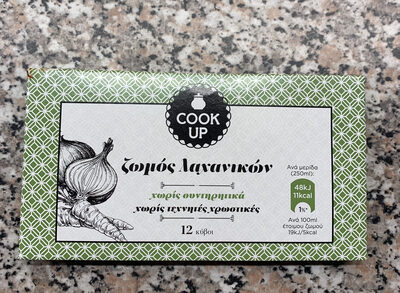 COOK
UP
ζωμός λαχανικών
χωρίς συντηρητικά
χωρίς τεχνητές χρωστικές
12 κύβοι
Ανά μερίδα
(250ml):
48kJ
11kcal
1%*
Ανά 100ml
έτοιμου ζωμού
19kJ/5kcal